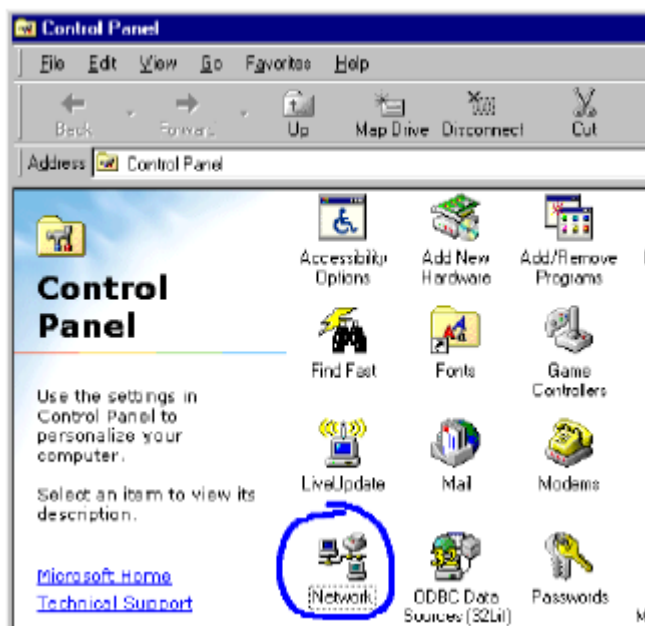 Control Panel
File Edit View Go Favorites Help
Back Forward Up Map Drive Disconnect Cut
Address Control Panel
Control
Panel
Use the settings in
Control Panel to
personalize your
computer.
Select an item to view its
description.
Microsoft Home
Technical Support
Accessibility
Options
Add New
Hardware
Add/Remove
Programs
Find Fast
Fonts
Game
Controllers
LiveUpdate
Mail
Modems
Network
ODBC Data
Sources (32bit)
Passwords
M